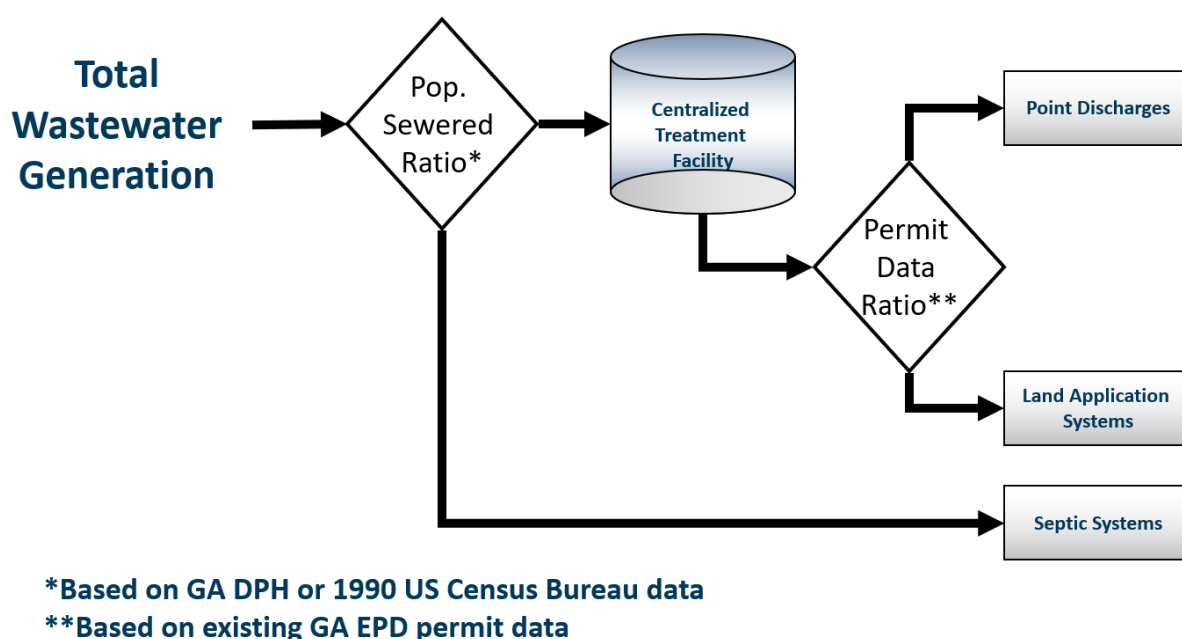 Total
Wastewater
Generation
Pop.
Sewered
Ratio*
Centralized
Treatment
Facility
Permit
Data
Ratio**
Point Discharges
Land Application
Systems
Septic Systems
*Based on GA DPH or 1990 US Census Bureau data
**Based on existing GA EPD permit data